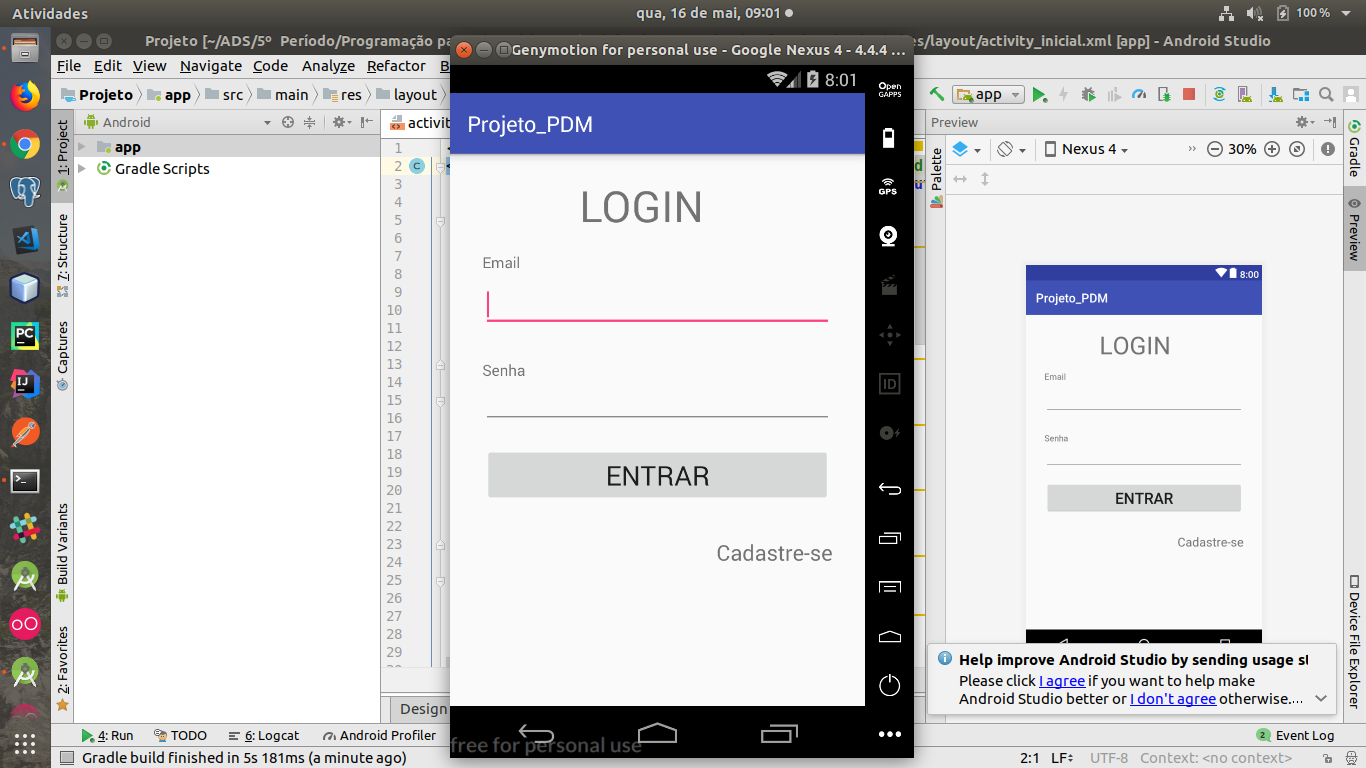 Atividades
qua, 16 de mai, 09:01
100 %
Projeto [~/ADS/5º Período/Programação pa
es/layout/activity_inicial.xml [app] - Android Studio
Genymotion for personal use - Google Nexus 4 - 4.4.4 ...
File Edit View Navigate Code Analyze Refactor B
Projeto app src main res layout
app
Android
activit
Preview
1: Project
7: Structure
Captures
Build Variants
2: Favorites
app
Gradle Scripts
1
2
3
4
5
6
7
8
9
10
11
12
13
14
15
16
17
18
19
20
21
22
23
24
25
26
27
28
29
Design
8:01
Projeto_PDM
LOGIN
Email
Senha
ENTRAR
Cadastre-se
free for personal use
Open
GAPPS
GPS
ID
Palette
Nexus 4
30%
8:00
Projeto_PDM
LOGIN
Email
Senha
ENTRAR
Cadastre-se
Gradle
Preview
Device File Explorer
Help improve Android Studio by sending usage st
Please click I agree if you want to help make
Android Studio better or I don't agree otherwise....
4: Run TODO 6: Logcat Android Profiler
2 Event Log
Gradle build finished in 5s 181ms (a minute ago)
2:1 LF UTF-8 Context: <no context>